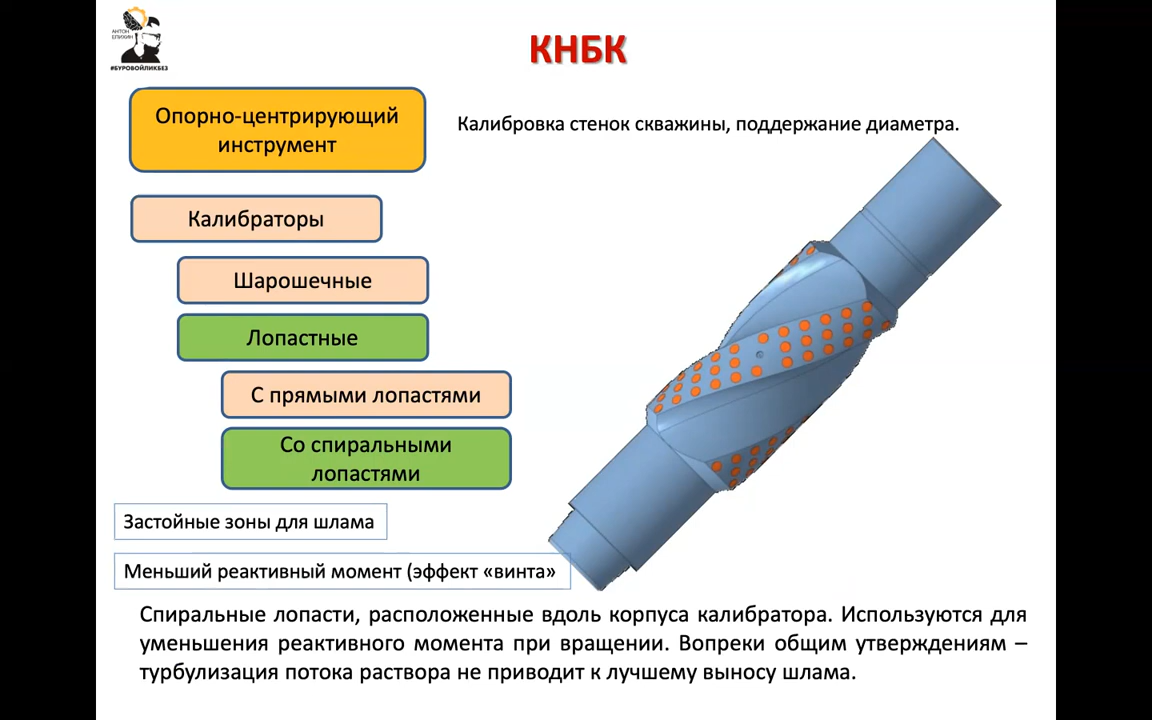 АНТОН
ЕПИХИН
#БУРОВОЙЛИКБЕЗ
КНБК
Опорно-центрирующий
инструмент
Калибровка стенок скважины, поддержание диаметра.
Калибраторы
Шарошечные
Лопастные
С прямыми лопастями
Со спиральными
лопастями
Застойные зоны для шлама
Меньший реактивный момент (эффект «винта»
Спиральные лопасти, расположенные вдоль корпуса калибратора. Используются для
уменьшения реактивного момента при вращении. Вопреки общим утверждениям –
турбулизация потока раствора не приводит к лучшему выносу шлама.